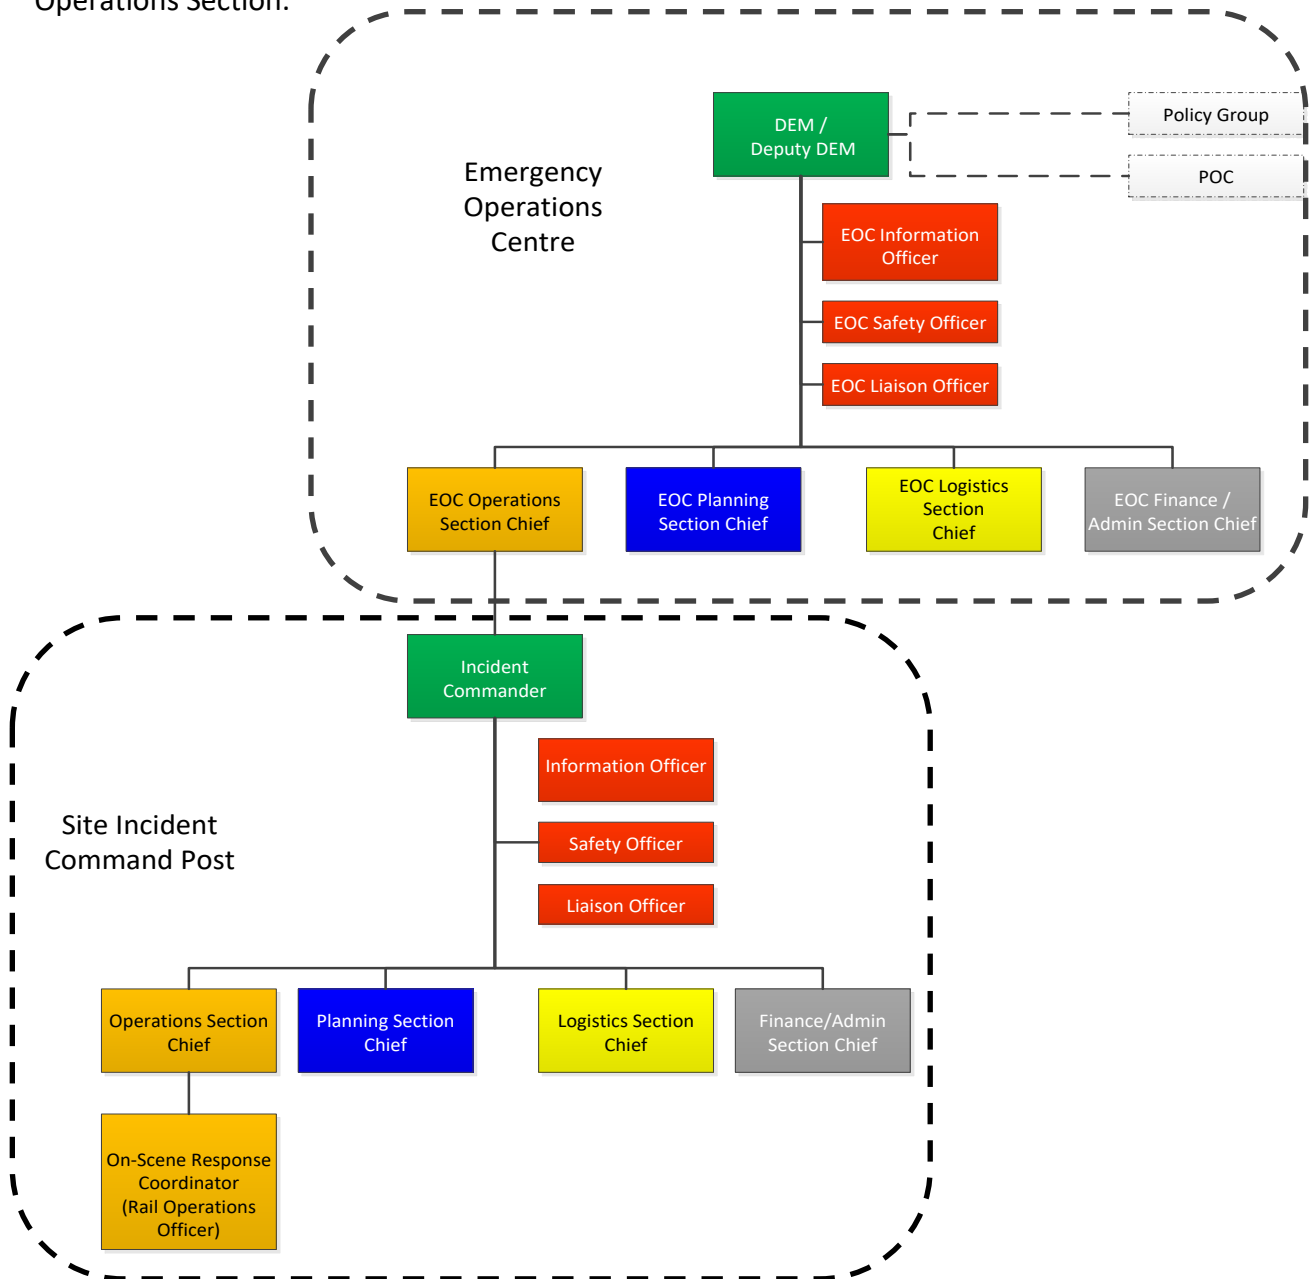 Operations Section.
DEM /
Deputy DEM
Policy Group
POC
Emergency
Operations
Centre
EOC Information
Officer
EOC Safety Officer
EOC Liaison Officer
EOC Operations
Section Chief
EOC Planning
Section Chief
EOC Logistics
Section
Chief
EOC Finance /
Admin Section Chief
Incident
Commander
Information Officer
Safety Officer
Liaison Officer
Site Incident
Command Post
Operations Section
Chief
Planning Section
Chief
Logistics Section
Chief
Finance/Admin
Section Chief
On-Scene Response
Coordinator
(Rail Operations
Officer)